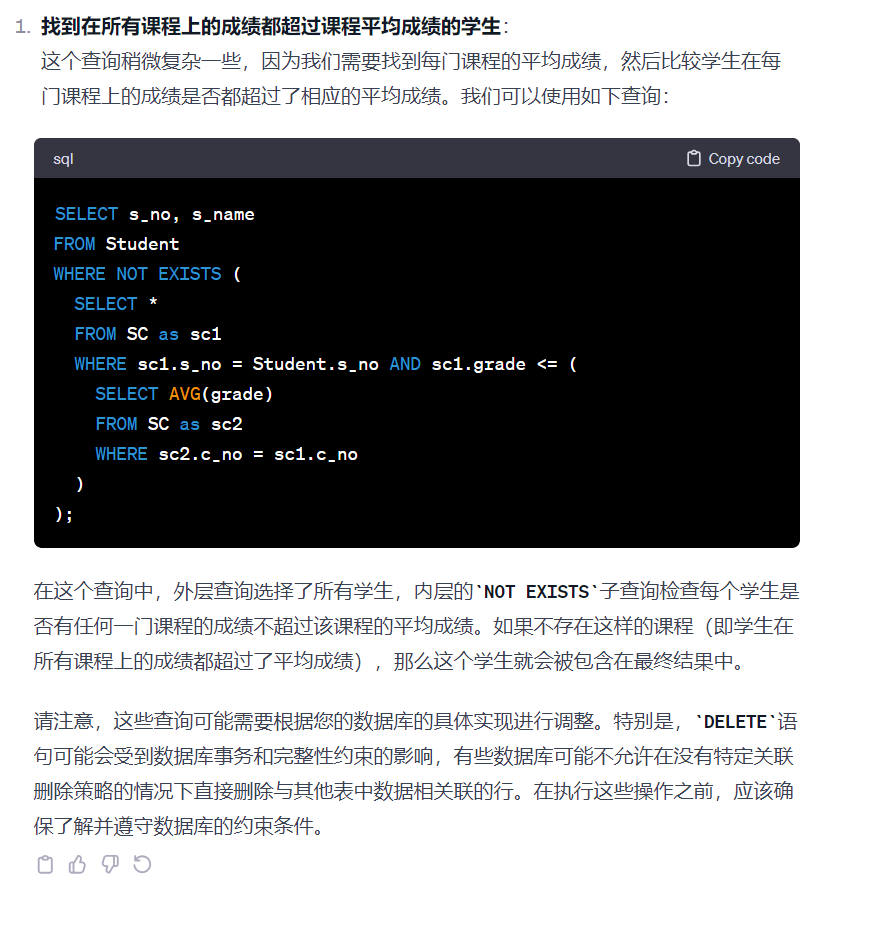 1. 找到在所有课程上的成绩都超过课程平均成绩的学生：
这个查询稍微复杂一些，因为我们需要找到每门课程的平均成绩，然后比较学生在每
门课程上的成绩是否都超过了相应的平均成绩。我们可以使用如下查询：
sql Copy code
SELECT s_no, s_name
FROM Student
WHERE NOT EXISTS (
  SELECT *
  FROM SC as sc1
  WHERE sc1.s_no = Student.s_no AND sc1.grade <= (
    SELECT AVG(grade)
    FROM SC as sc2
    WHERE sc2.c_no = sc1.c_no
  )
);
在这个查询中，外层查询选择了所有学生，内层的`NOT EXISTS`子查询检查每个学生是
否有任何一门课程的成绩不超过该课程的平均成绩。如果不存在这样的课程（即学生在
所有课程上的成绩都超过了平均成绩），那么这个学生就会被包含在最终结果中。
请注意，这些查询可能需要根据您的数据库的具体实现进行调整。特别是，`DELETE`语
句可能会受到数据库事务和完整性约束的影响，有些数据库可能不允许在没有特定关联
删除策略的情况下直接删除与其他表中数据相关联的行。在执行这些操作之前，应该确
保了解并遵守数据库的约束条件。